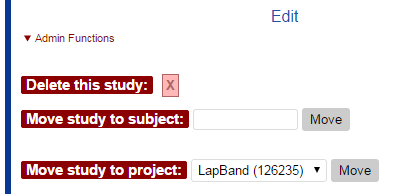 Edit
▼ Admin Functions
Delete this study: X
Move study to subject: Move
Move study to project: LapBand (126235) ▼ Move